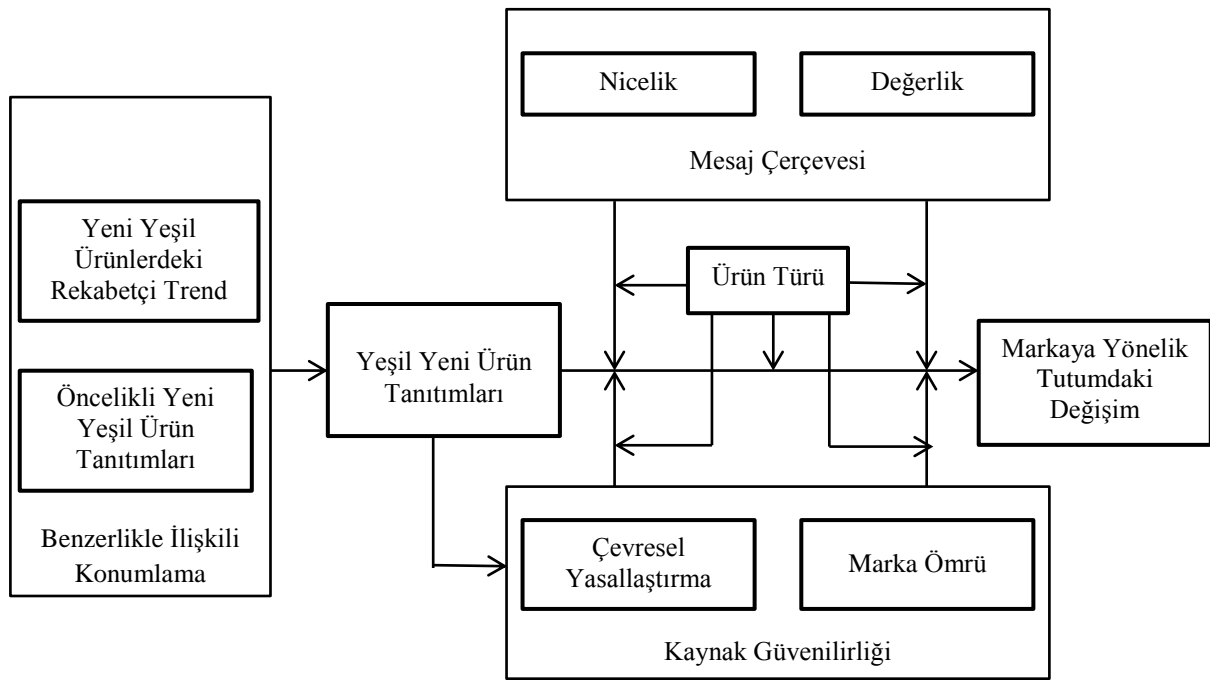 Nicelik
Değerlik
Mesaj Çerçevesi
Yeni Yeşil
Ürünlerdeki
Rekabetçi Trend
Öncelikli Yeni
Yeşil Ürün
Tanıtımları
Benzerlikle İlişkili
Konumlama
Yeşil Yeni Ürün
Tanıtımları
Ürün Türü
Markaya Yönelik
Tutumdaki
Değişim
Çevresel
Yasallaştırma
Marka Ömrü
Kaynak Güvenilirliği